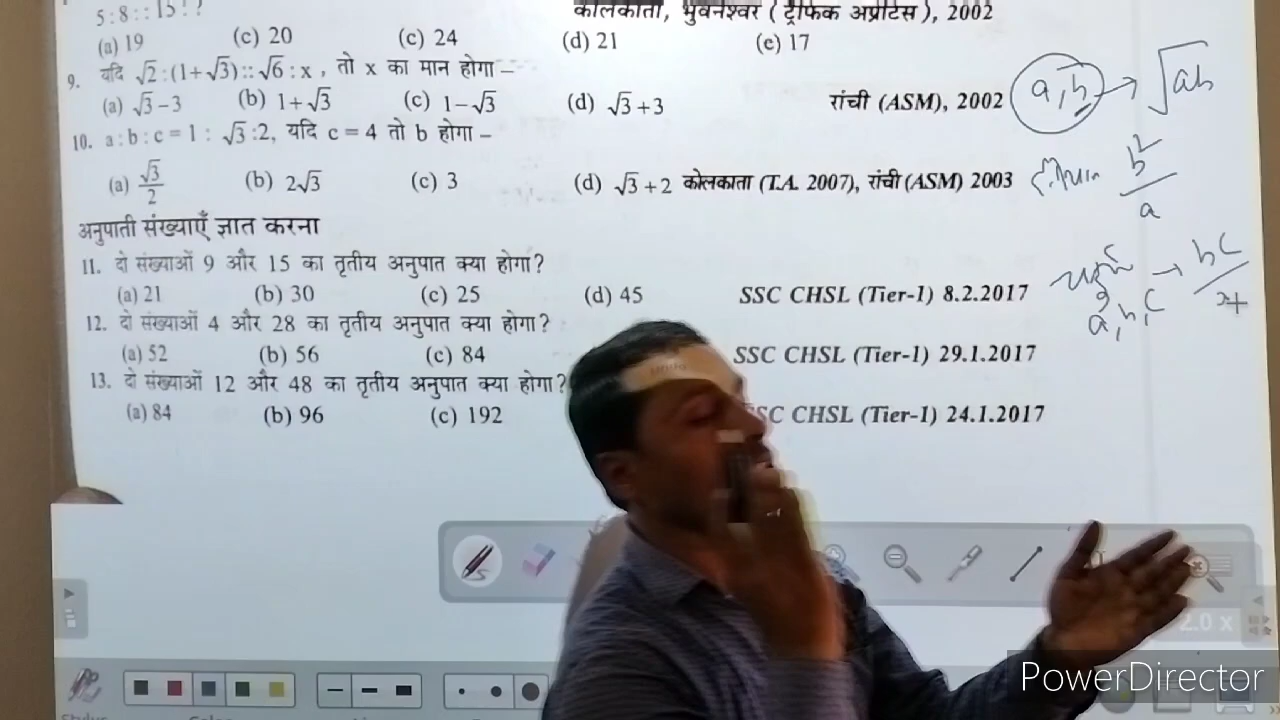 5 : 8 : : 15 : ?
कोलकाता, भुवनेश्वर ( ट्रैफिक अप्रेंटिस ), 2002
(a) 19 (c) 20 (c) 24 (d) 21 (e) 17
9. यदि √2 : (1+√3) :: √6 : x , तो x का मान होगा –
(a) √3 – 3 (b) 1+√3 (c) 1–√3 (d) √3 + 3 रांची (ASM), 2002
a, b → √ab
10. a : b : c = 1 : √3 : 2, यदि c = 4 तो b होगा –
(a) √3/2 (b) 2√3 (c) 3 (d) √3 + 2 कोलकाता (T.A. 2007), रांची (ASM) 2003
b²/a
अनुपाती संख्याएँ ज्ञात करना
11. दो संख्याओं 9 और 15 का तृतीय अनुपात क्या होगा?
(a) 21 (b) 30 (c) 25 (d) 45 SSC CHSL (Tier-1) 8.2.2017
a, b, c → bc
12. दो संख्याओं 4 और 28 का तृतीय अनुपात क्या होगा?
(a) 52 (b) 56 (c) 84 SSC CHSL (Tier-1) 29.1.2017
13. दो संख्याओं 12 और 48 का तृतीय अनुपात क्या होगा?
(a) 84 (b) 96 (c) 192 SSC CHSL (Tier-1) 24.1.2017
2.0 x
PowerDirector